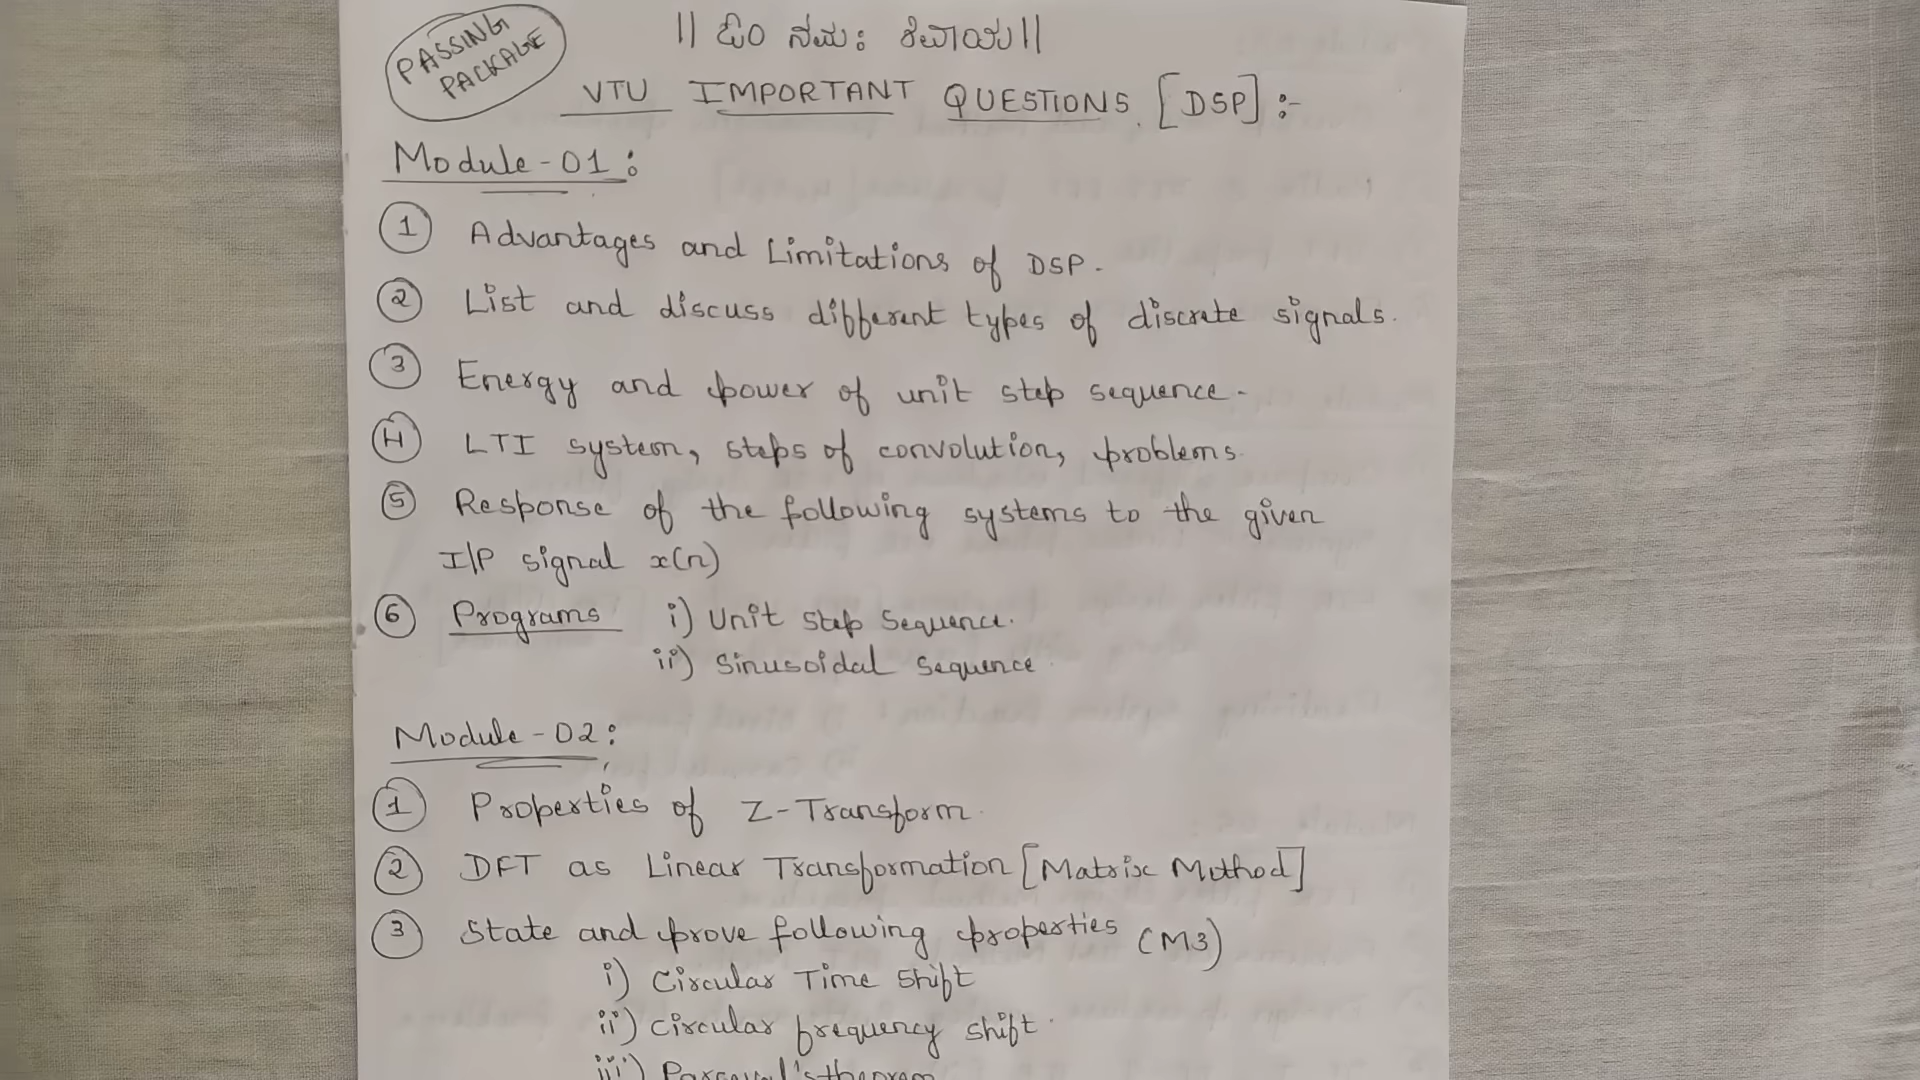 PASSING
PACKAGE
|| ಓಂ ನಮಃ ಶಿವಾಯ ||
VTU IMPORTANT QUESTIONS [DSP] :-
Module-01 :
1 Advantages and Limitations of DSP.
2 List and discuss different types of discrete signals.
3 Energy and power of unit step sequence.
4 LTI system, steps of convolution, problems.
5 Response of the following systems to the given
I/P signal x(n)
6 Programs i) Unit Step Sequence.
ii) Sinusoidal Sequence
Module-02 :
1 Properties of Z-Transform.
2 DFT as Linear Transformation [Matrix Method]
3 State and prove following properties (M3)
i) Circular Time Shift
ii) Circular frequency shift.
iii) Parseval's theorem